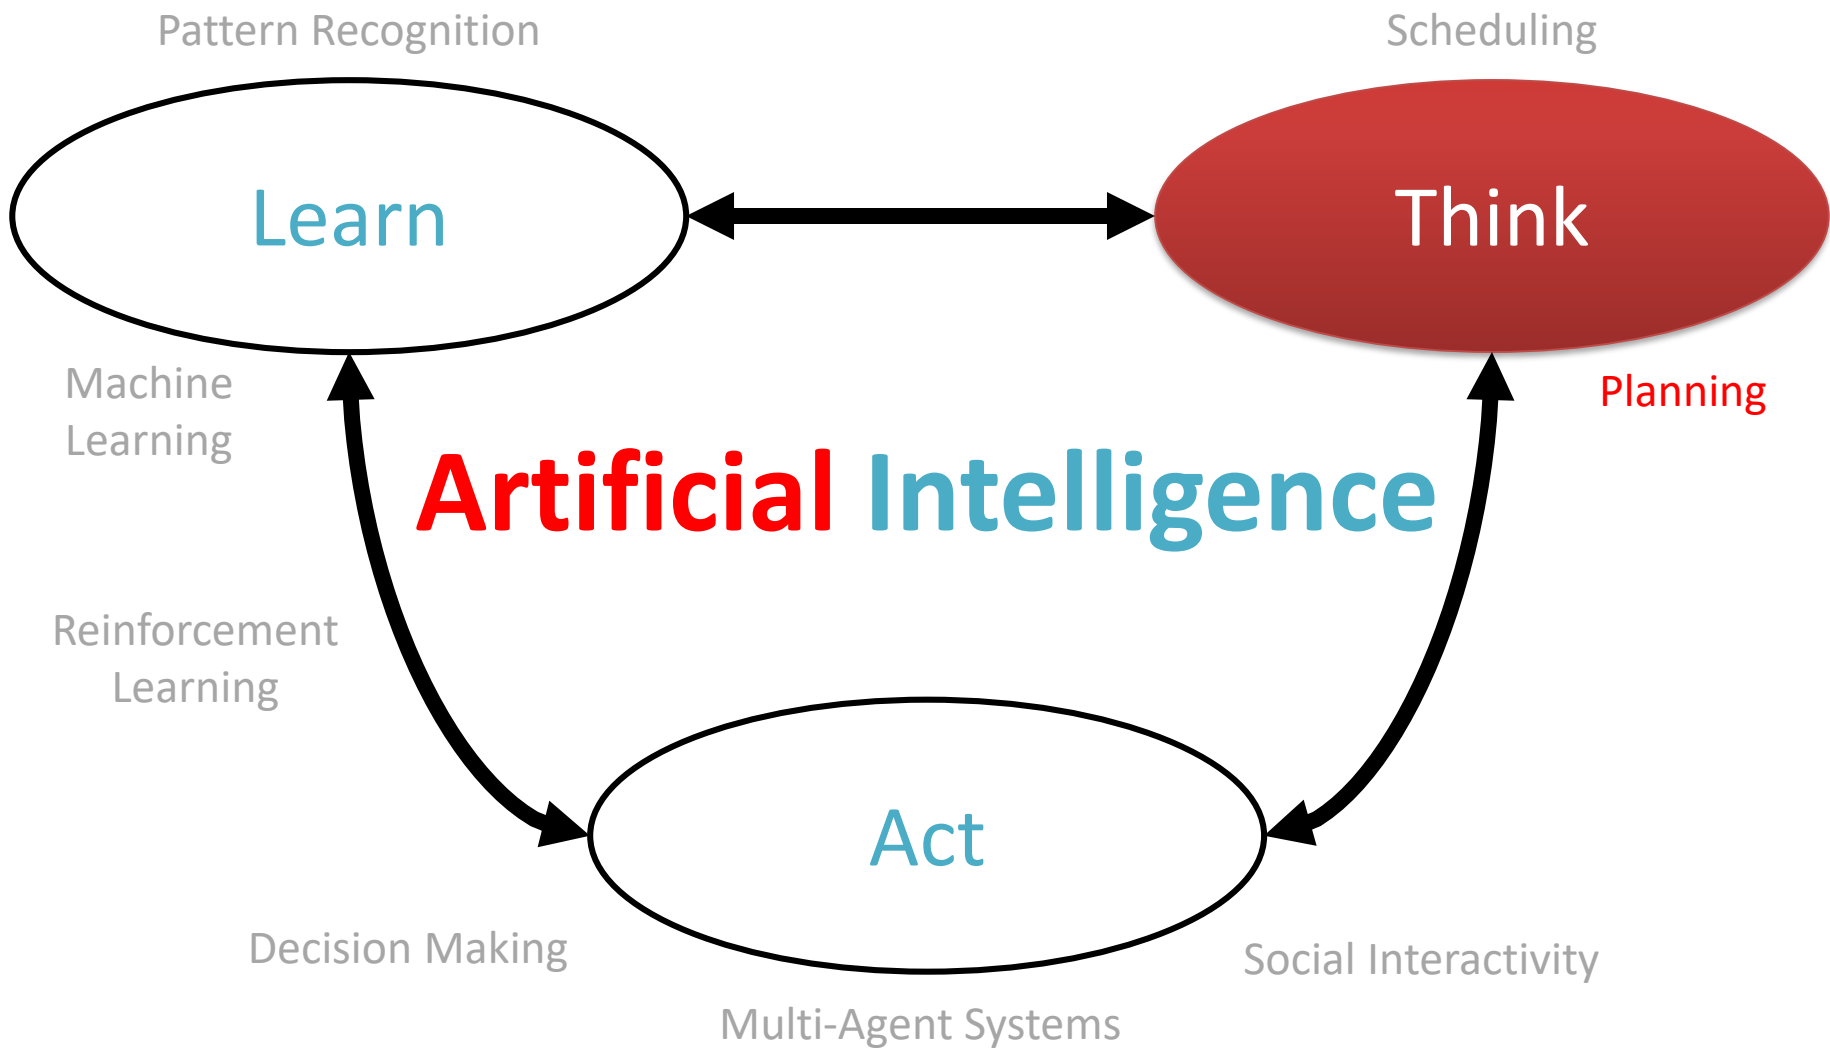 Pattern Recognition
Scheduling
Learn
Think
Machine
Learning
Planning
Artificial Intelligence
Reinforcement
Learning
Act
Decision Making
Social Interactivity
Multi-Agent Systems